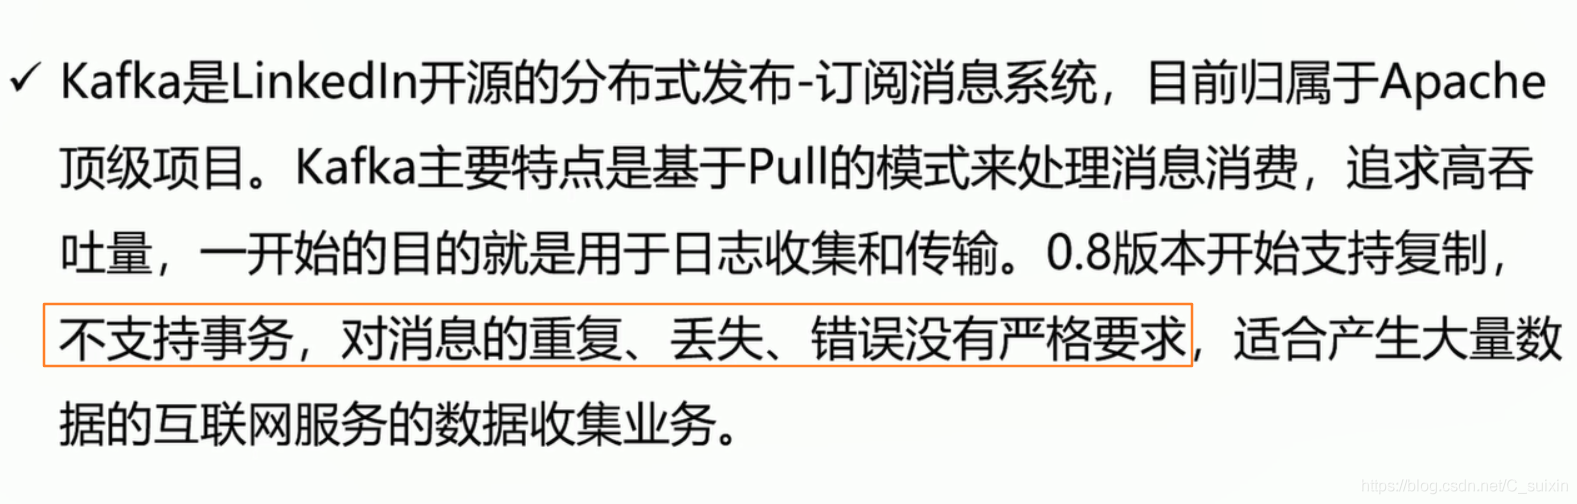 ✓ Kafka是LinkedIn开源的分布式发布-订阅消息系统，目前归属于Apache
顶级项目。Kafka主要特点是基于Pull的模式来处理消息消费，追求高吞
吐量，一开始的目的就是用于日志收集和传输。0.8版本开始支持复制，
不支持事务，对消息的重复、丢失、错误没有严格要求，适合产生大量数
据的互联网服务的数据收集业务。
https://blog.csdn.net/C_suixin